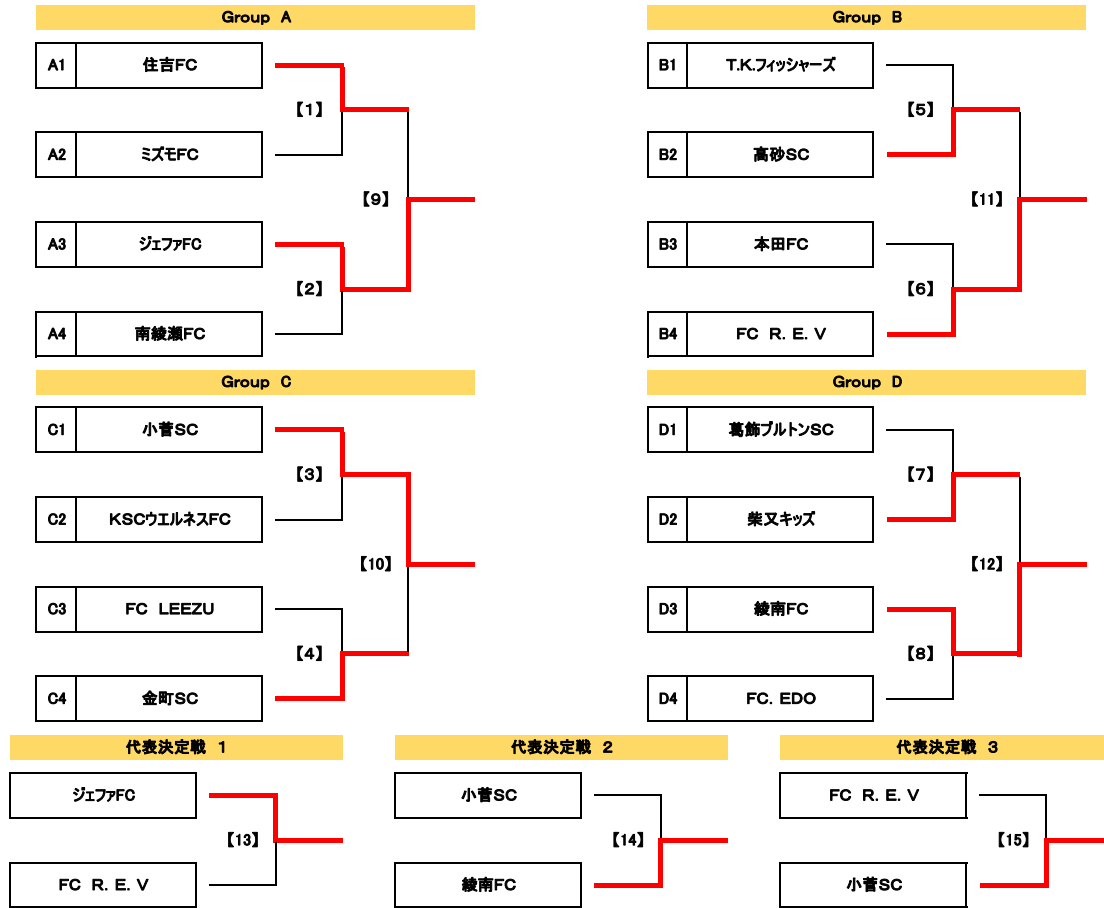 Group A
Group B
A1 住吉FC
B1 T.K.フィッシャーズ
【1】
【5】
A2 ミズモFC
B2 高砂SC
【9】
【11】
A3 ジェファFC
B3 本田FC
【2】
【6】
A4 南綾瀬FC
B4 FC R.E.V
Group C
Group D
C1 小菅SC
D1 葛飾ブルトンSC
【3】
【7】
C2 KSCウエルネスFC
D2 柴又キッズ
【10】
【12】
C3 FC LEEZU
D3 綾南FC
【4】
【8】
C4 金町SC
D4 FC.EDO
代表決定戦 1
代表決定戦 2
代表決定戦 3
ジェファFC
小菅SC
FC R.E.V
【13】
【14】
【15】
FC R.E.V
綾南FC
小菅SC